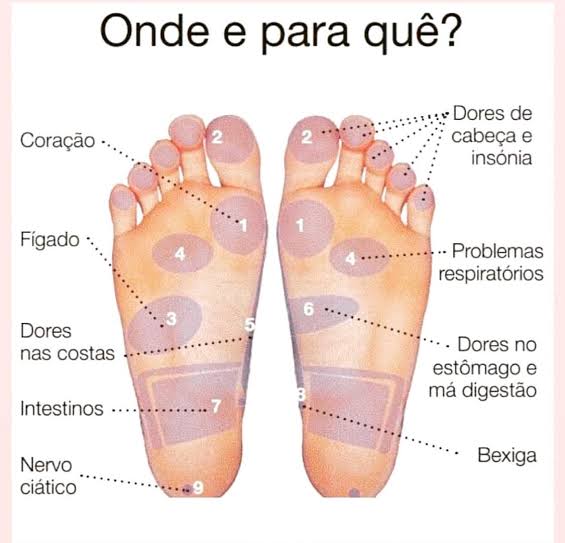 Onde e para quê?
Coração
Fígado
Dores
nas costas
Intestinos
Nervo
ciático
2
1
4
3
5
7
9
2
1
4
6
8
Dores de
cabeça e
insónia
Problemas
respiratórios
Dores no
estômago e
má digestão
Bexiga